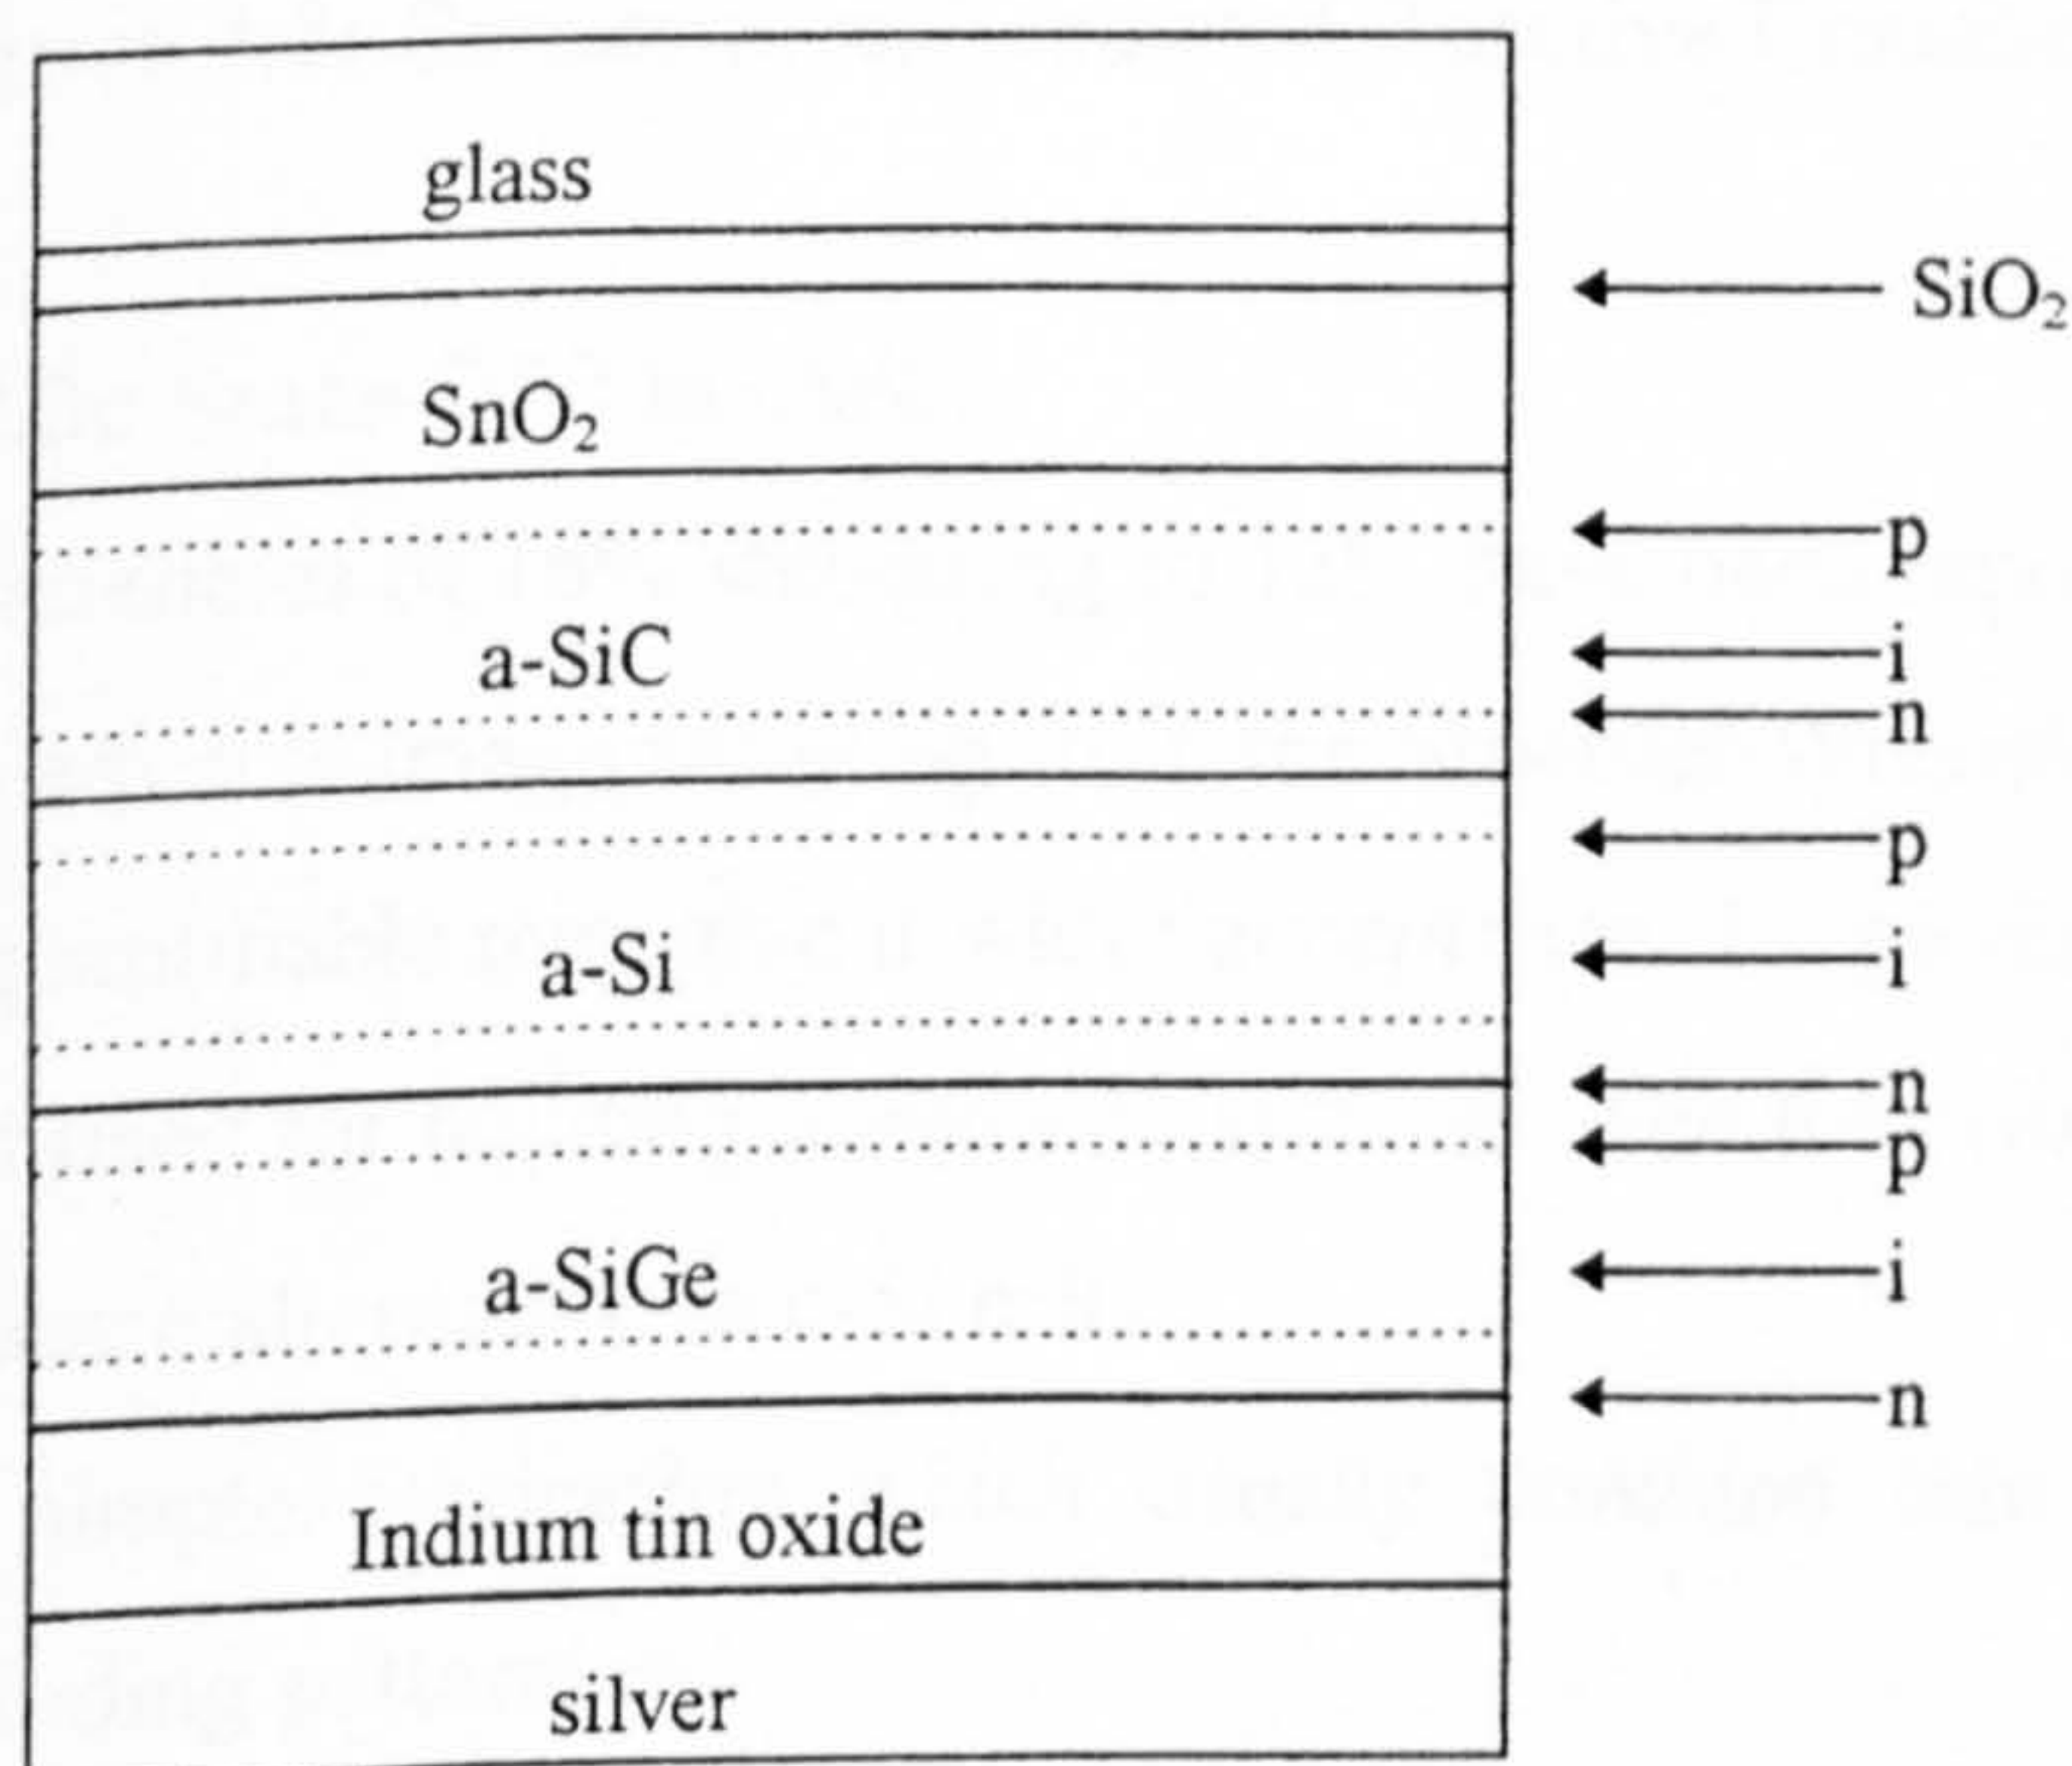 glass
SiO₂
SnO₂
p
a-SiC
i
n
p
a-Si
i
n
p
a-SiGe
i
n
Indium tin oxide
silver